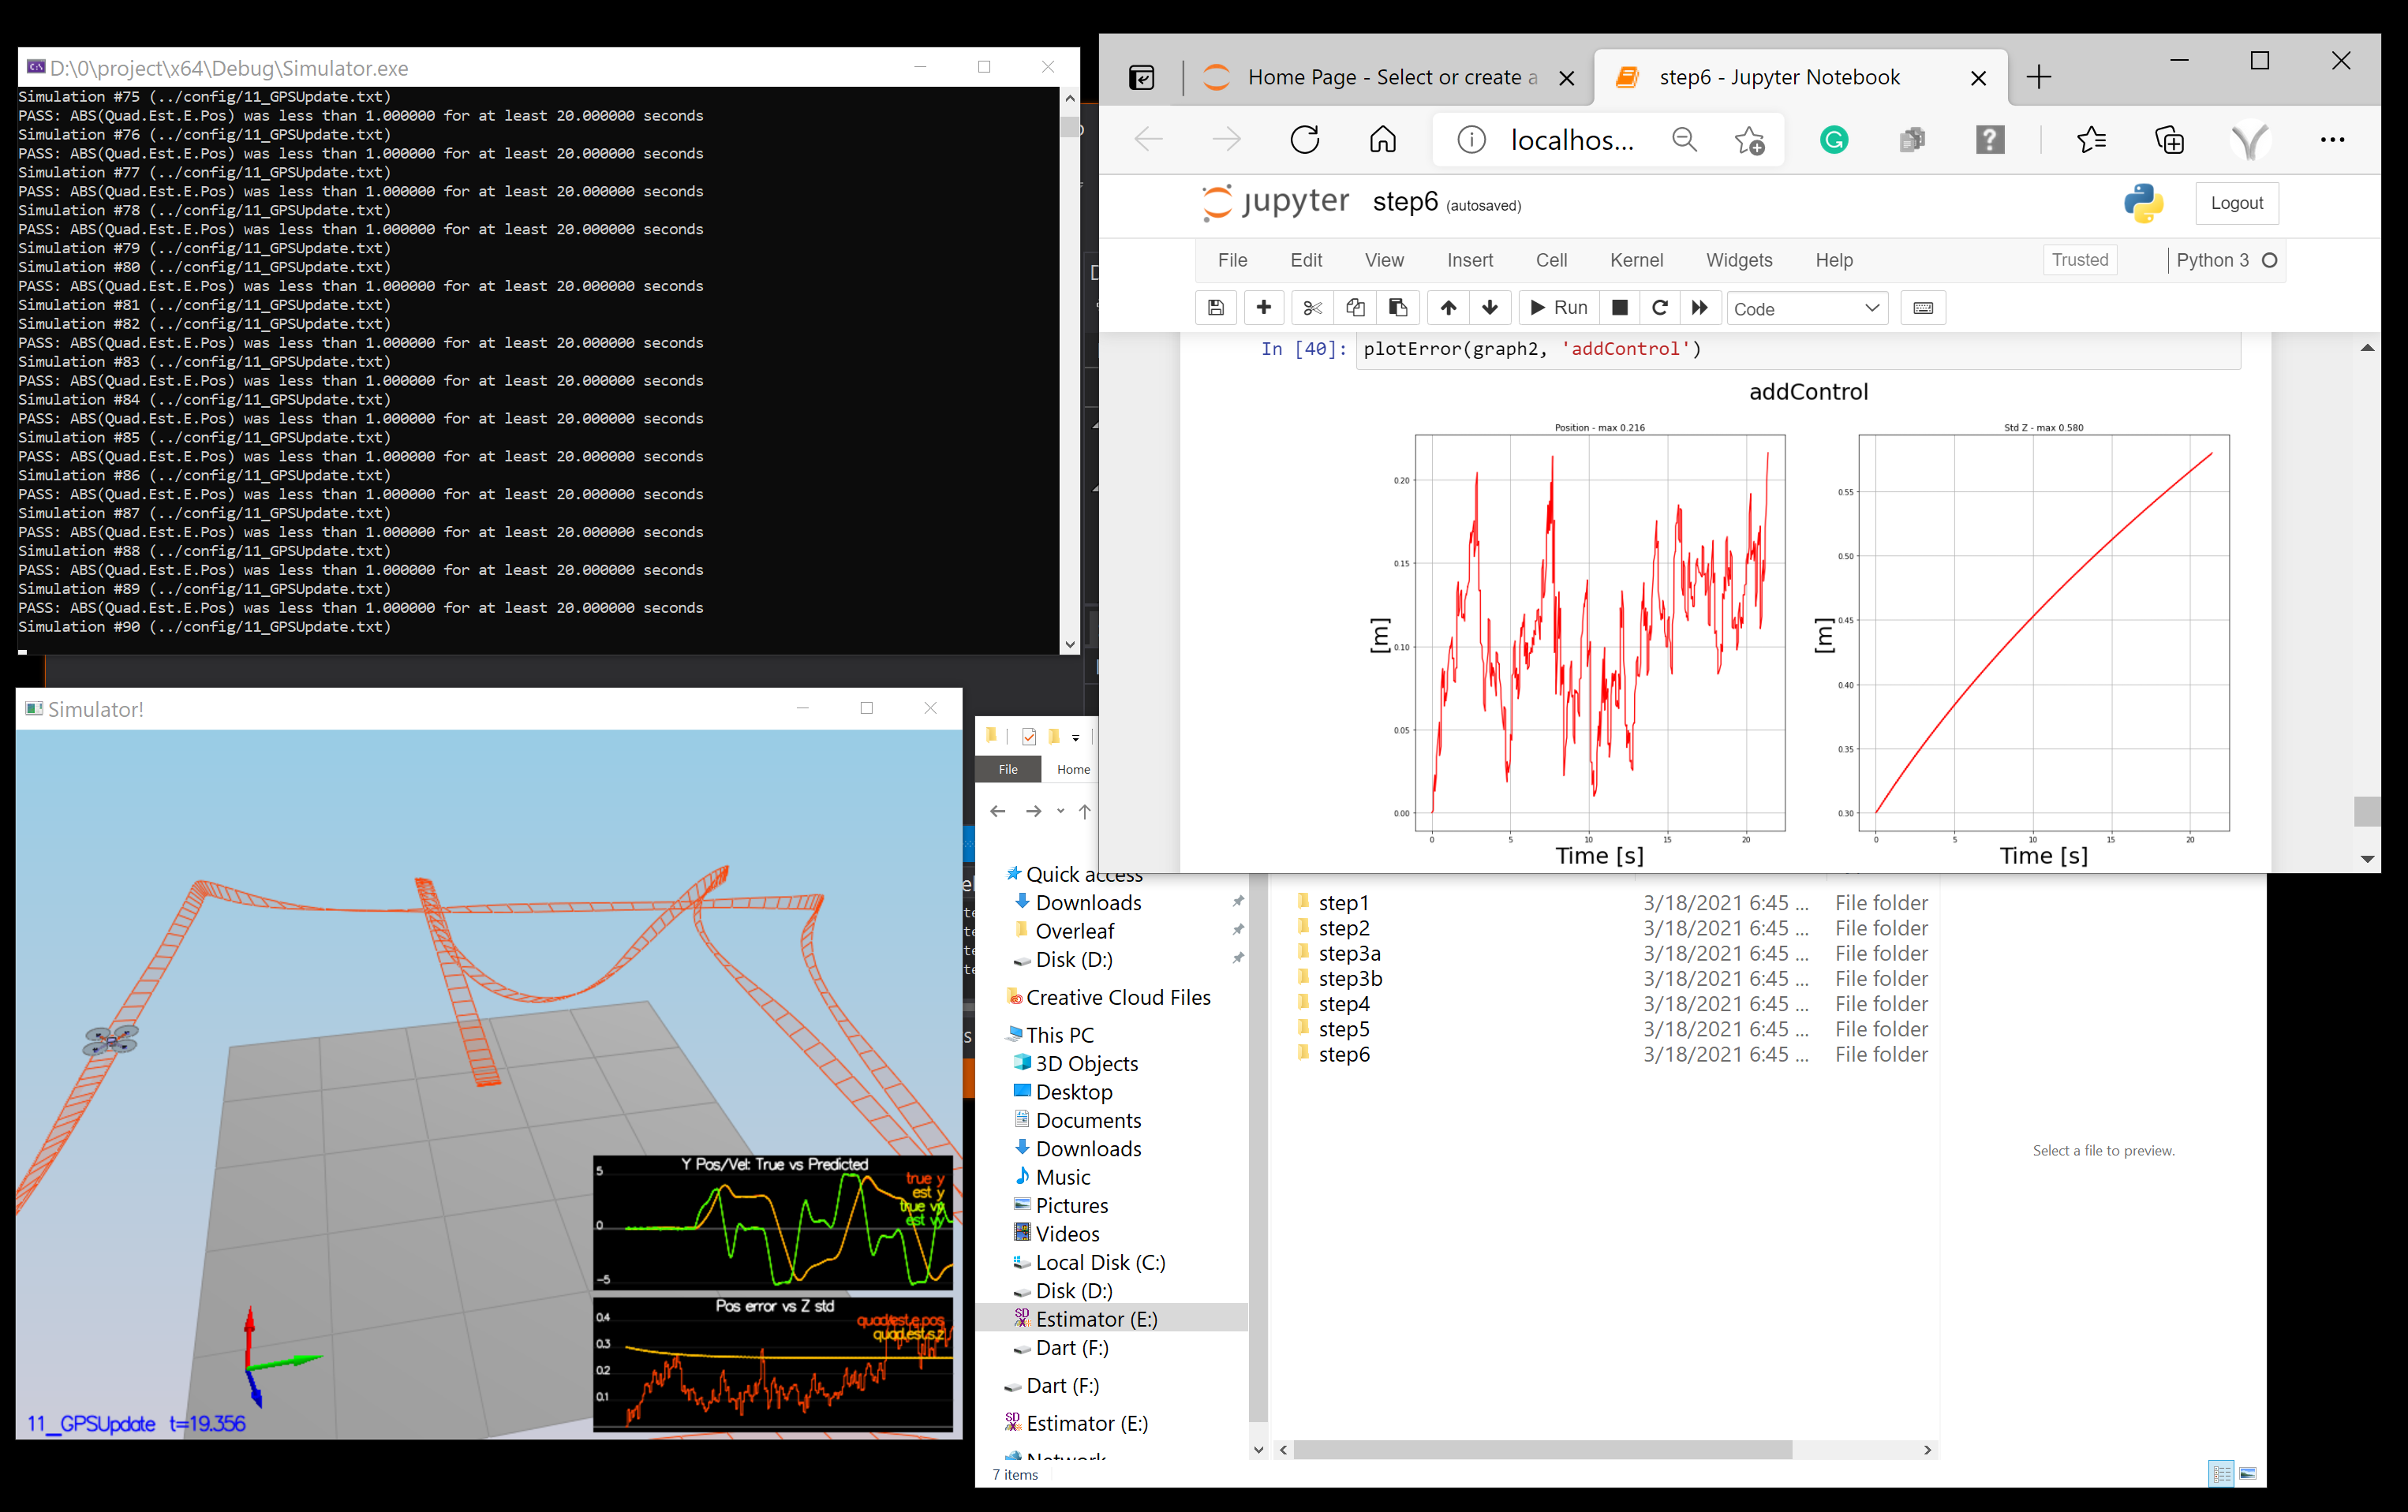 D:\0\project\x64\Debug\Simulator.exe
Simulation #75 (../config/11_GPSUpdate.txt)
PASS: ABS(Quad.Est.E.Pos) was less than 1.000000 for at least 20.000000 seconds
Simulation #76 (../config/11_GPSUpdate.txt)
PASS: ABS(Quad.Est.E.Pos) was less than 1.000000 for at least 20.000000 seconds
Simulation #77 (../config/11_GPSUpdate.txt)
PASS: ABS(Quad.Est.E.Pos) was less than 1.000000 for at least 20.000000 seconds
Simulation #78 (../config/11_GPSUpdate.txt)
PASS: ABS(Quad.Est.E.Pos) was less than 1.000000 for at least 20.000000 seconds
Simulation #79 (../config/11_GPSUpdate.txt)
Simulation #80 (../config/11_GPSUpdate.txt)
PASS: ABS(Quad.Est.E.Pos) was less than 1.000000 for at least 20.000000 seconds
Simulation #81 (../config/11_GPSUpdate.txt)
Simulation #82 (../config/11_GPSUpdate.txt)
PASS: ABS(Quad.Est.E.Pos) was less than 1.000000 for at least 20.000000 seconds
Simulation #83 (../config/11_GPSUpdate.txt)
PASS: ABS(Quad.Est.E.Pos) was less than 1.000000 for at least 20.000000 seconds
Simulation #84 (../config/11_GPSUpdate.txt)
PASS: ABS(Quad.Est.E.Pos) was less than 1.000000 for at least 20.000000 seconds
Simulation #85 (../config/11_GPSUpdate.txt)
PASS: ABS(Quad.Est.E.Pos) was less than 1.000000 for at least 20.000000 seconds
Simulation #86 (../config/11_GPSUpdate.txt)
PASS: ABS(Quad.Est.E.Pos) was less than 1.000000 for at least 20.000000 seconds
Simulation #87 (../config/11_GPSUpdate.txt)
PASS: ABS(Quad.Est.E.Pos) was less than 1.000000 for at least 20.000000 seconds
Simulation #88 (../config/11_GPSUpdate.txt)
PASS: ABS(Quad.Est.E.Pos) was less than 1.000000 for at least 20.000000 seconds
Simulation #89 (../config/11_GPSUpdate.txt)
PASS: ABS(Quad.Est.E.Pos) was less than 1.000000 for at least 20.000000 seconds
Simulation #90 (../config/11_GPSUpdate.txt)
Home Page - Select or create a
step6 - Jupyter Notebook
localhos...
jupyter step6 (autosaved)
Logout
File Edit View Insert Cell Kernel Widgets Help
Trusted
Python 3
Run
Code
In [40]: plotError(graph2, 'addControl')
addControl
Position - max 0.216
[m]
0.20
0.15
0.10
0.05
0.00
0 5 10 15 20
Time [s]
Std Z - max 0.580
[m]
0.55
0.50
0.45
0.40
0.35
0.30
0 5 10 15 20
Time [s]
Simulator!
Y Pos/Vel: True vs Predicted
5
0
-5
true y
est y
true vy
est vy
Pos error vs Z std
0.4
0.3
0.2
0.1
quad.est.e.pos
quad.est.s.z
11_GPSUpdate t=19.356
File
Home
Quick access
Downloads
Overleaf
Disk (D:)
Creative Cloud Files
This PC
3D Objects
Desktop
Documents
Downloads
Music
Pictures
Videos
Local Disk (C:)
Disk (D:)
Estimator (E:)
Dart (F:)
Dart (F:)
Estimator (E:)
Network
7 items
step1 3/18/2021 6:45 ... File folder
step2 3/18/2021 6:45 ... File folder
step3a 3/18/2021 6:45 ... File folder
step3b 3/18/2021 6:45 ... File folder
step4 3/18/2021 6:45 ... File folder
step5 3/18/2021 6:45 ... File folder
step6 3/18/2021 6:45 ... File folder
Select a file to preview.